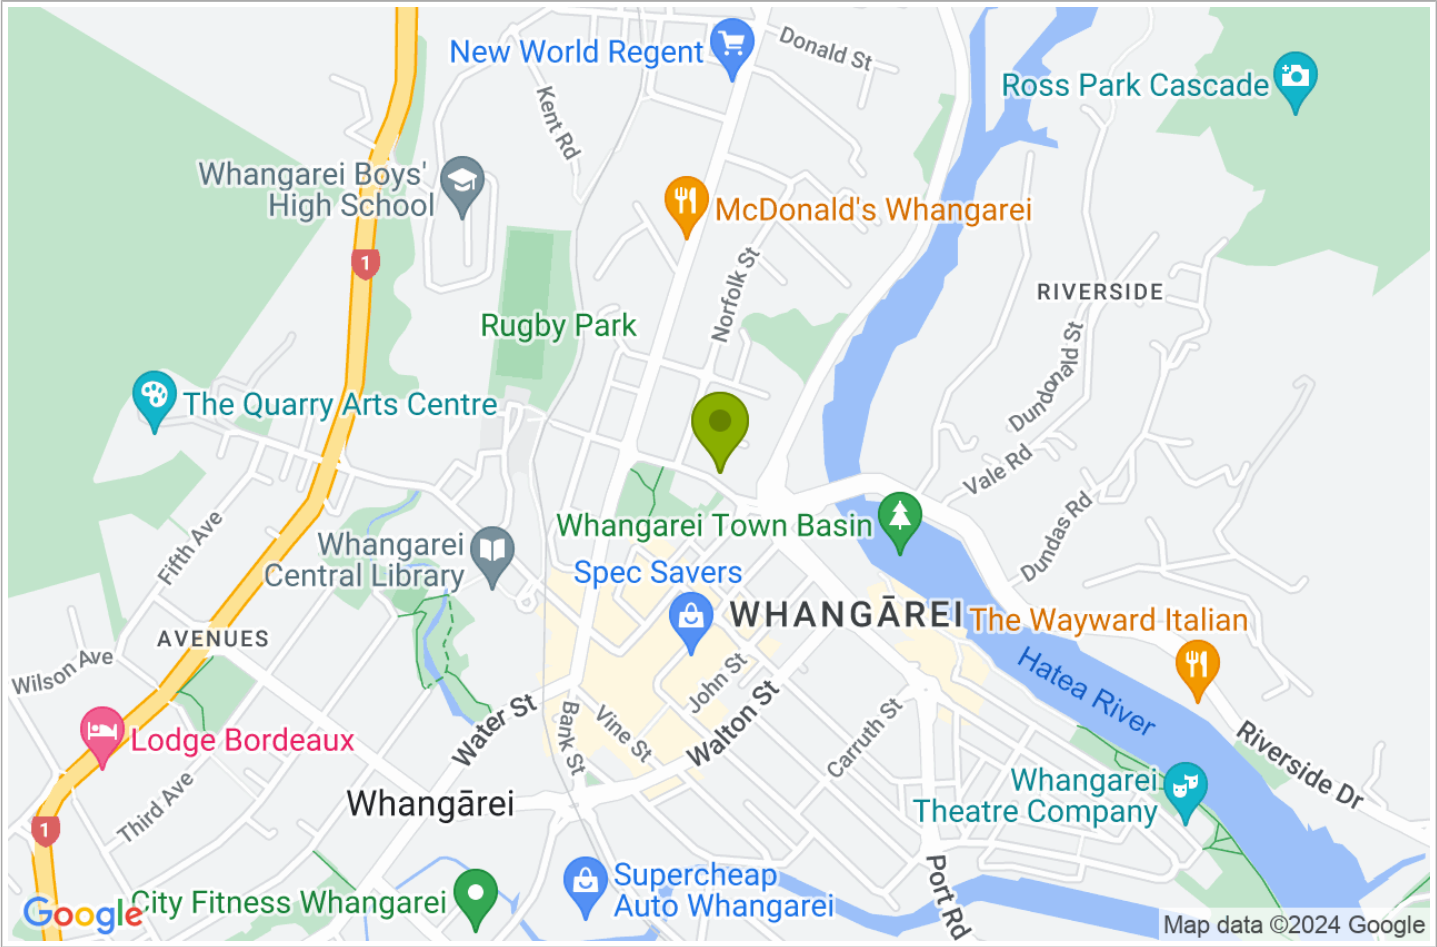 New World Regent
Donald St
Ross Park Cascade
Kent Rd
Whangarei Boys'
High School
McDonald's Whangarei
1
Norfolk St
RIVERSIDE
Rugby Park
Dundonald St
The Quarry Arts Centre
Vale Rd
Fifth Ave
Whangarei Town Basin
Dundas Rd
Whangarei
Central Library
Spec Savers
WHANGĀREI
The Wayward Italian
AVENUES
Wilson Ave
Hatea River
John St
Water St
Bank St
Vine St
Walton St
Carruth St
Lodge Bordeaux
Riverside Dr
Third Ave
Whangārei
Whangarei
Theatre Company
1
Port Rd
Supercheap
Auto Whangarei
City Fitness Whangarei
Google
Map data ©2024 Google